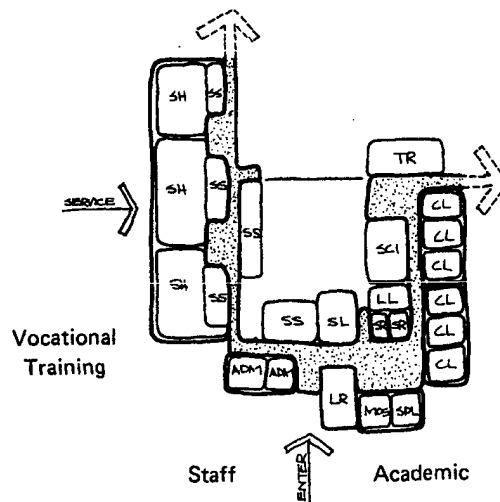 SH
SS
TR
SH
SS
CL
SERVICE
CL
SS
SCI
CL
SH
SS
LL
CL
SS
SL
SR
SR
CL
Vocational
Training
ADM
ADM
CL
LR
MDS
SDL
ENTER
Staff
Academic